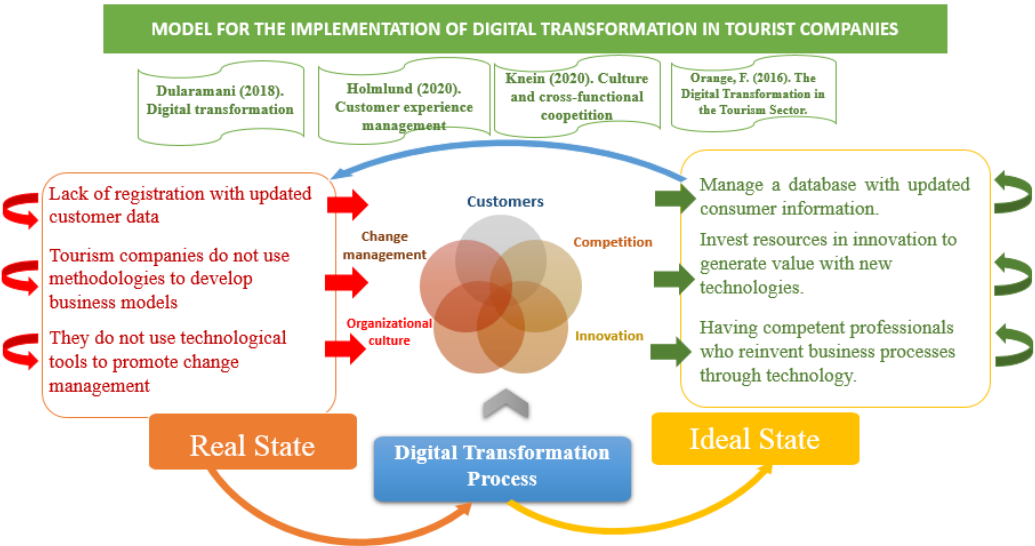 MODEL FOR THE IMPLEMENTATION OF DIGITAL TRANSFORMATION IN TOURIST COMPANIES
Dularamani (2018).
Digital transformation
Holmlund (2020).
Customer experience
management
Knein (2020). Culture
and cross-functional
coopetition
Orange, F. (2016). The
Digital Transformation in
the Tourism Sector.
Lack of registration with updated
customer data
Tourism companies do not use
methodologies to develop
business models
They do not use technological
tools to promote change
management
Customers
Change
management
Competition
Organizational
culture
Innovation
Manage a database with updated
consumer information.
Invest resources in innovation to
generate value with new
technologies.
Having competent professionals
who reinvent business processes
through technology.
Real State
Digital Transformation
Process
Ideal State